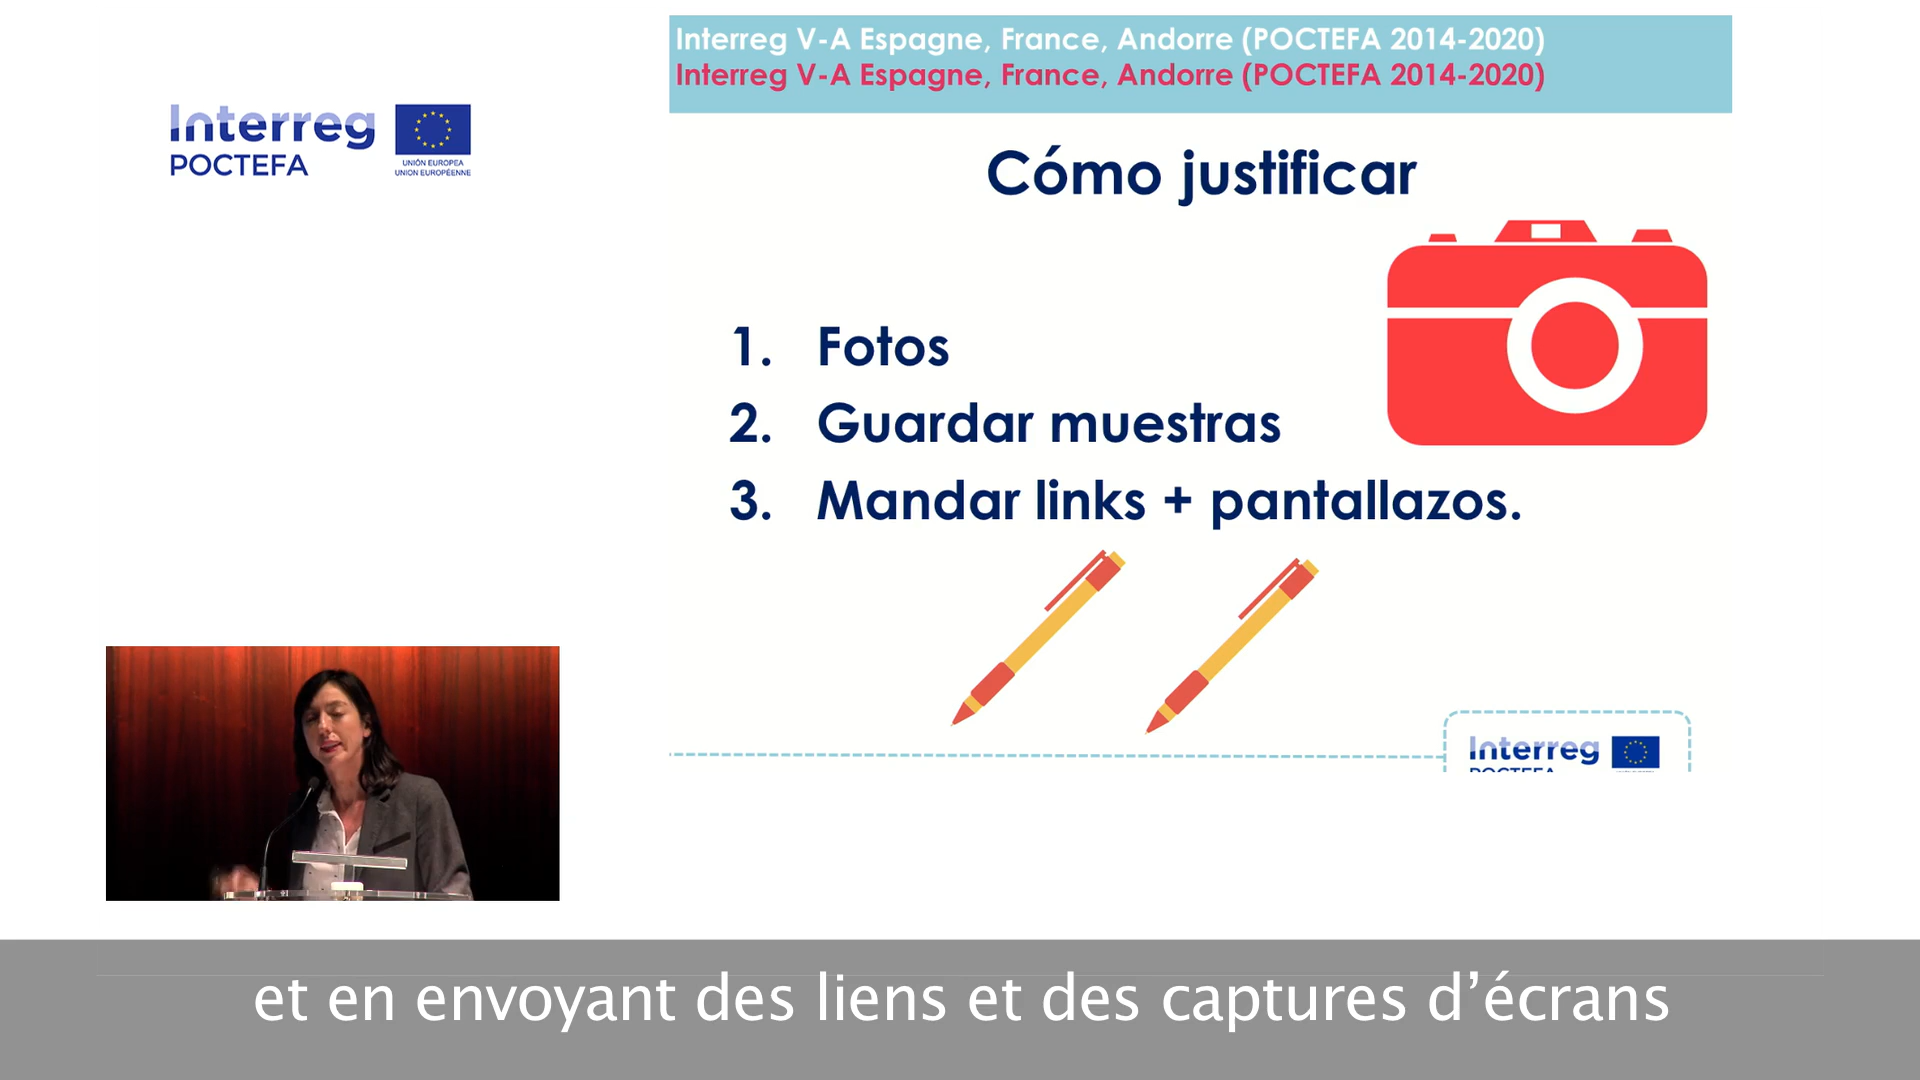 Interreg V-A Espagne, France, Andorre (POCTEFA 2014-2020)
Interreg V-A Espagne, France, Andorre (POCTEFA 2014-2020)
Interreg
POCTEFA
UNIÓN EUROPEA
UNION EUROPÉENNE
Cómo justificar
1. Fotos
2. Guardar muestras
3. Mandar links + pantallazos.
Interreg
POCTEFA
et en envoyant des liens et des captures d’écrans